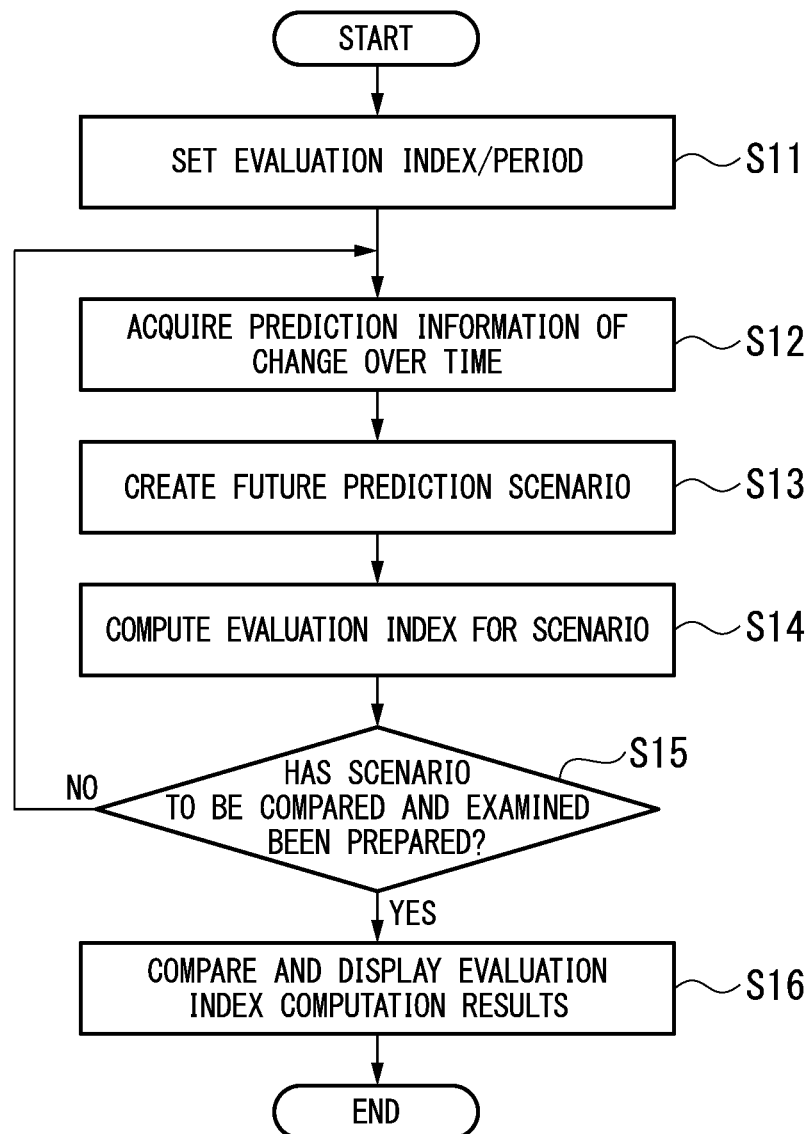 START
SET EVALUATION INDEX/PERIOD
S11
ACQUIRE PREDICTION INFORMATION OF
CHANGE OVER TIME
S12
CREATE FUTURE PREDICTION SCENARIO
S13
COMPUTE EVALUATION INDEX FOR SCENARIO
S14
HAS SCENARIO
TO BE COMPARED AND EXAMINED
BEEN PREPARED?
S15
NO
YES
COMPARE AND DISPLAY EVALUATION
INDEX COMPUTATION RESULTS
S16
END